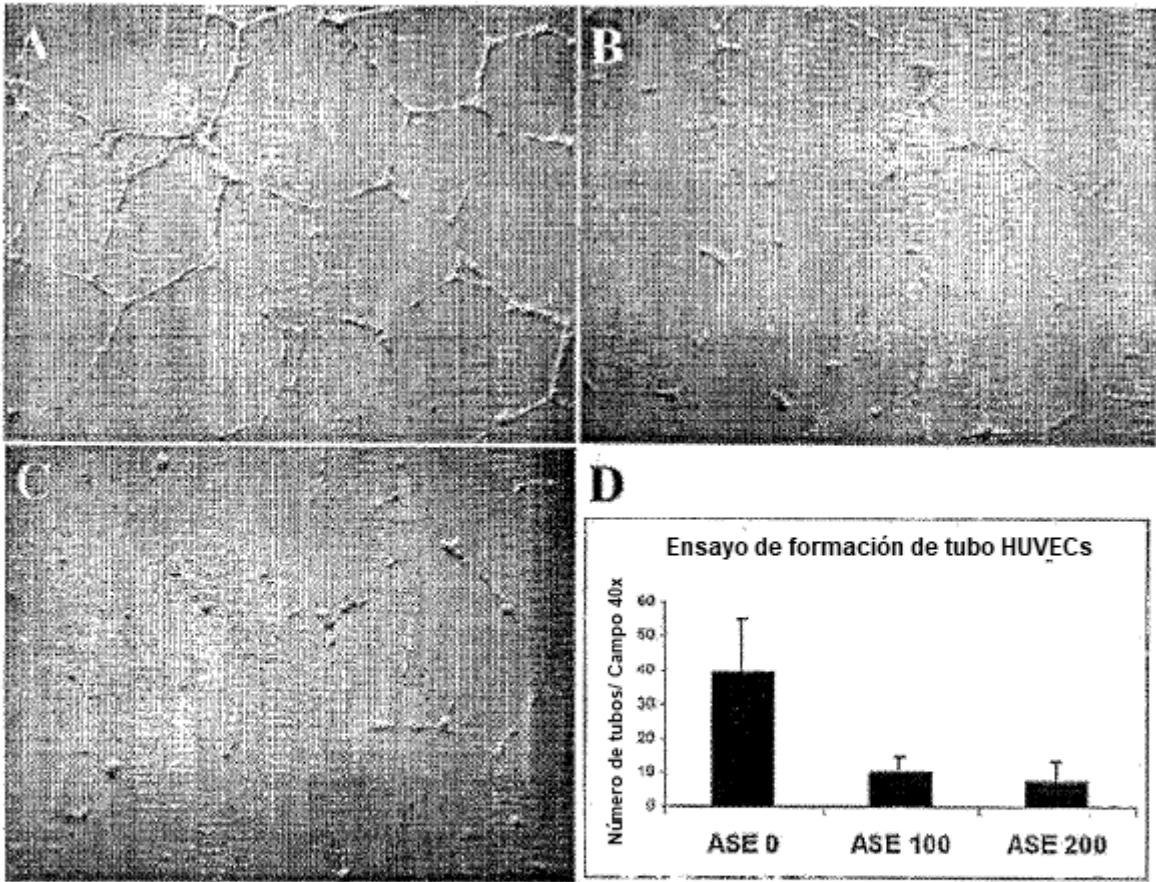 A
B
C
D
Ensayo de formación de tubo HUVECs
Número de tubos/ Campo 40x
60
50
40
30
20
10
0
ASE 0
ASE 100
ASE 200